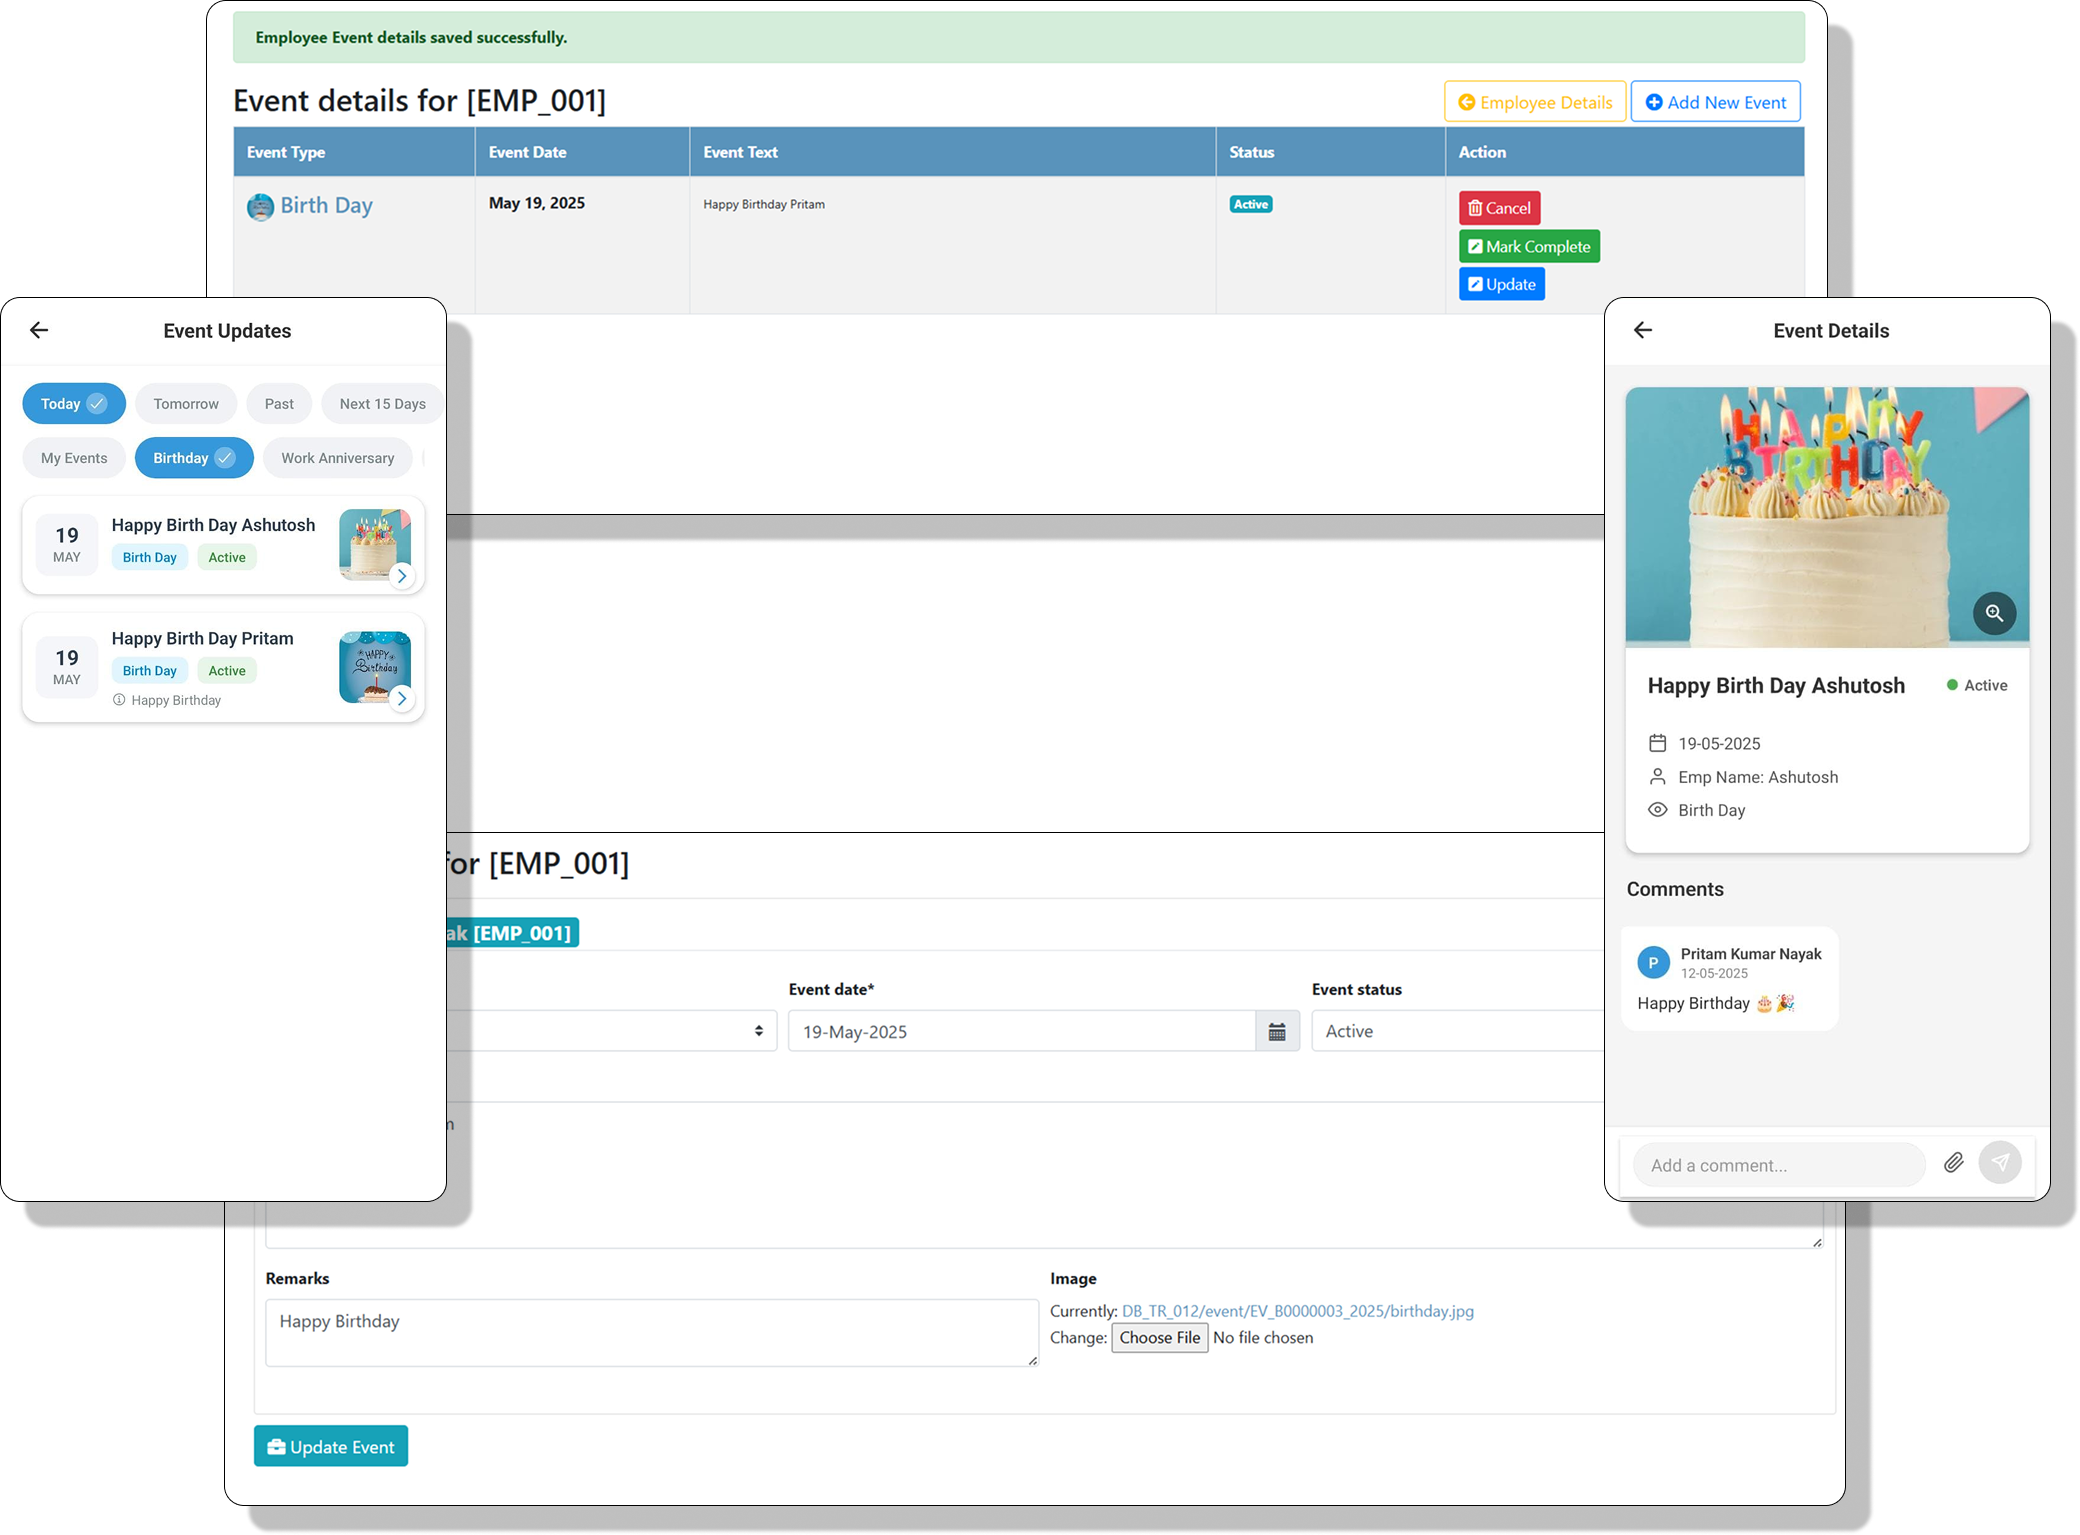 Employee Event details saved successfully.
Event details for [EMP_001]
Employee Details
Add New Event
Event Type
Event Date
Event Text
Status
Action
Birth Day
May 19, 2025
Happy Birthday Pritam
Active
Cancel
Mark Complete
Update
Event Updates
Today
Tomorrow
Past
Next 15 Days
My Events
Birthday
Work Anniversary
19
MAY
Happy Birth Day Ashutosh
Birth Day
Active
19
MAY
Happy Birth Day Pritam
Birth Day
Active
Happy Birthday
HAPPY
Birthday
Event Details
HAPPY
BIRTHDAY
Happy Birth Day Ashutosh
Active
19-05-2025
Emp Name: Ashutosh
Birth Day
Comments
P
Pritam Kumar Nayak
12-05-2025
Happy Birthday 🎂🎉
Add a comment...
for [EMP_001]
ak [EMP_001]
Event date*
Event status
19-May-2025
Active
Remarks
Happy Birthday
Image
Currently: DB_TR_012/event/EV_B0000003_2025/birthday.jpg
Change: Choose File No file chosen
Update Event